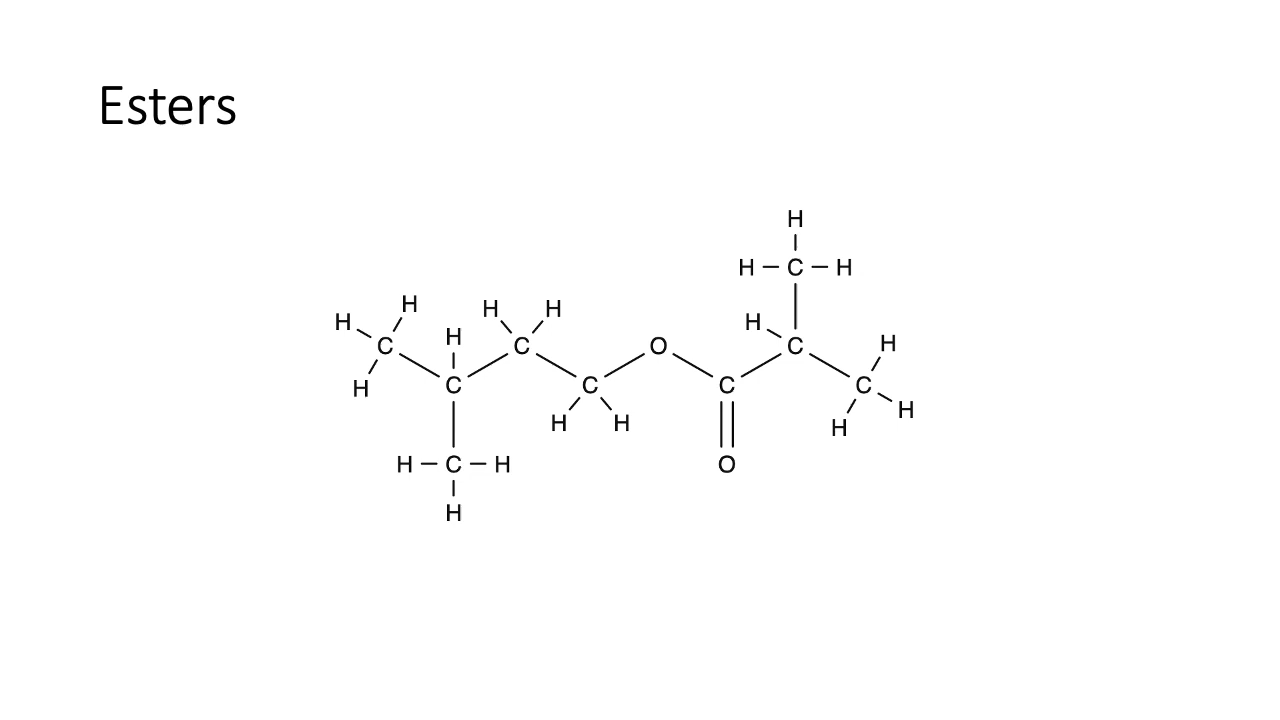 Esters
H
H – C – H
H H H H
H H H H
C C O C
C C C C
H H H H H H
H – C – H O
H